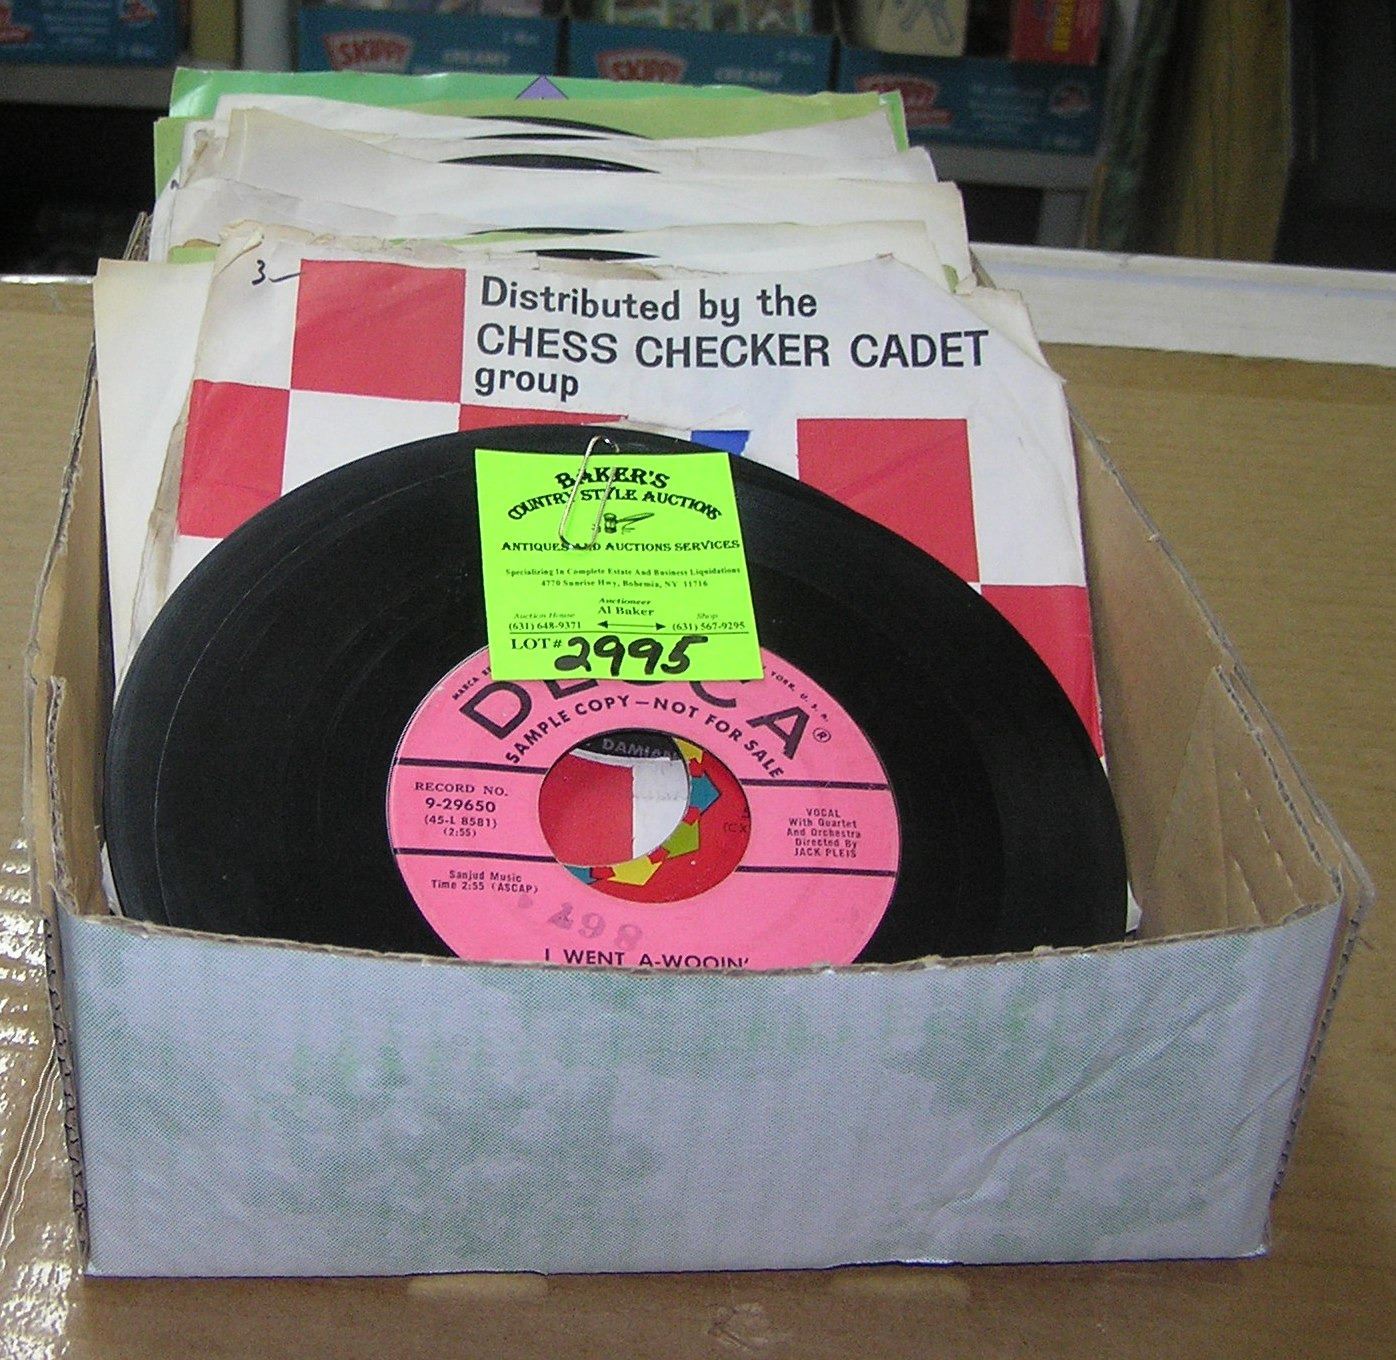 SKIPPY
CREAMY
SKIPPY
CREAMY
3
Distributed by the
CHESS CHECKER CADET
group
BAKER'S
COUNTRY STYLE AUCTIONS
ANTIQUES AND AUCTIONS SERVICES
Specializing In Complete Estate And Business Liquidations
4770 Sunrise Hwy, Bohemia, NY 11716
Auctioneer
Auction House Al Baker Shop
(631) 648-9371 (631) 567-9295
LOT# 2995
DECCA®
SAMPLE COPY—NOT FOR SALE
YORK, U.S.A.
DAMIAN
RECORD NO.
9-29650
(45-L 8581)
(2:55)
VOCAL
With Quartet
And Orchestra
Directed By
JACK PLEIS
Sanjud Music
Time 2:55 (ASCAP)
498
I WENT A-WOOIN'